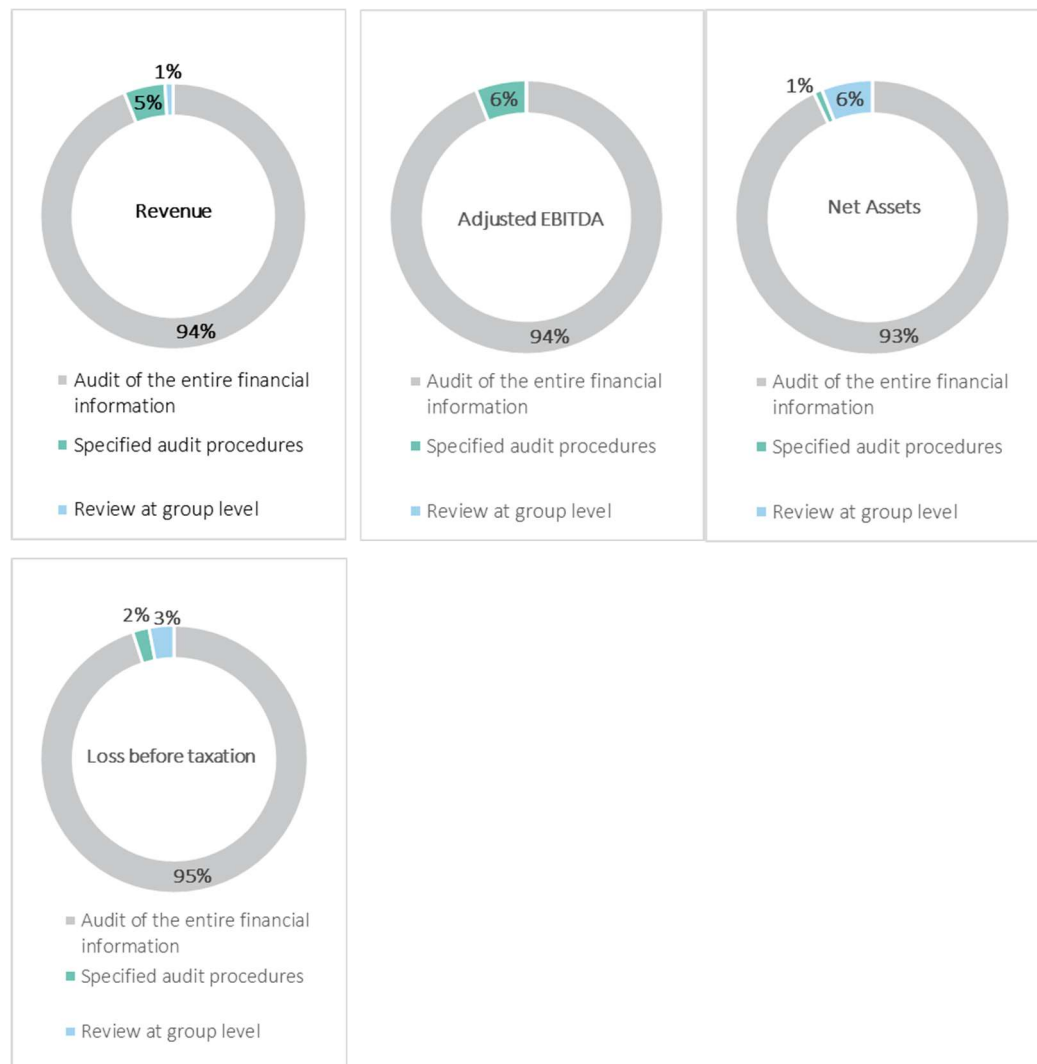 1%
5%
Revenue
94%
Audit of the entire financial
information
Specified audit procedures
Review at group level
6%
Adjusted EBITDA
94%
Audit of the entire financial
information
Specified audit procedures
Review at group level
1%
6%
Net Assets
93%
Audit of the entire financial
information
Specified audit procedures
Review at group level
2% 3%
Loss before taxation
95%
Audit of the entire financial
information
Specified audit procedures
Review at group level